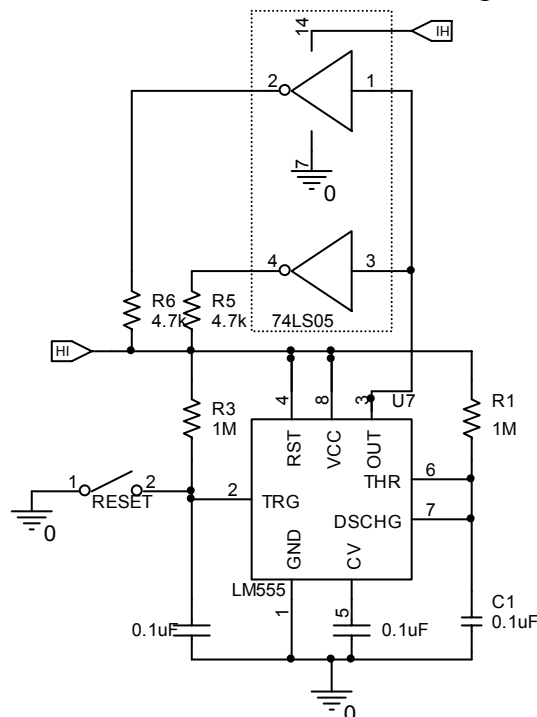 14
IH
2
1
7
0
4
3
R6
4.7k
R5
4.7k
74LS05
HI
4
8
3
U7
R3
1M
R1
1M
RST
VCC
OUT
THR
6
1
2
RESET
2
TRG
DSCHG
7
0
GND
CV
LM555
1
5
0.1uF
0.1uF
C1
0.1uF
0